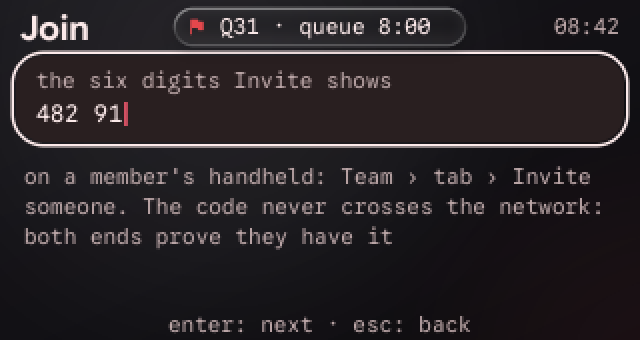 Join
Q31 · queue 8:00
08:42
the six digits Invite shows
482 91
on a member's handheld: Team › tab › Invite
someone. The code never crosses the network:
both ends prove they have it
enter: next · esc: back